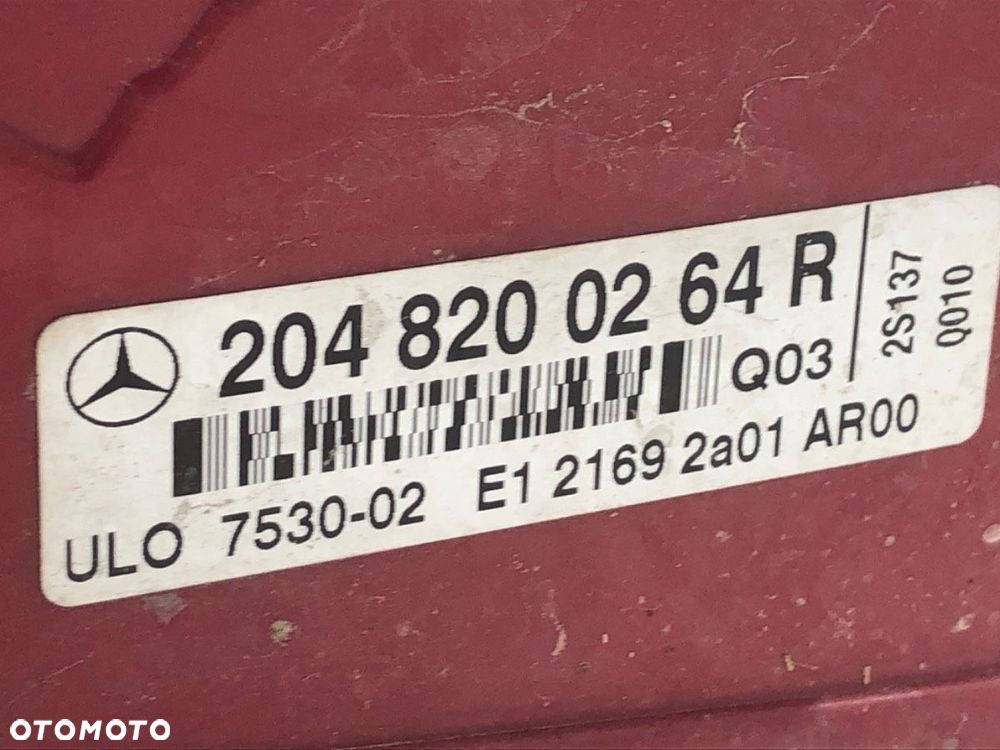 204 820 02 64 R
Q03
ULO 7530-02 E1 2169 2a01 AR00
2S137
Q010
OTOMOTO